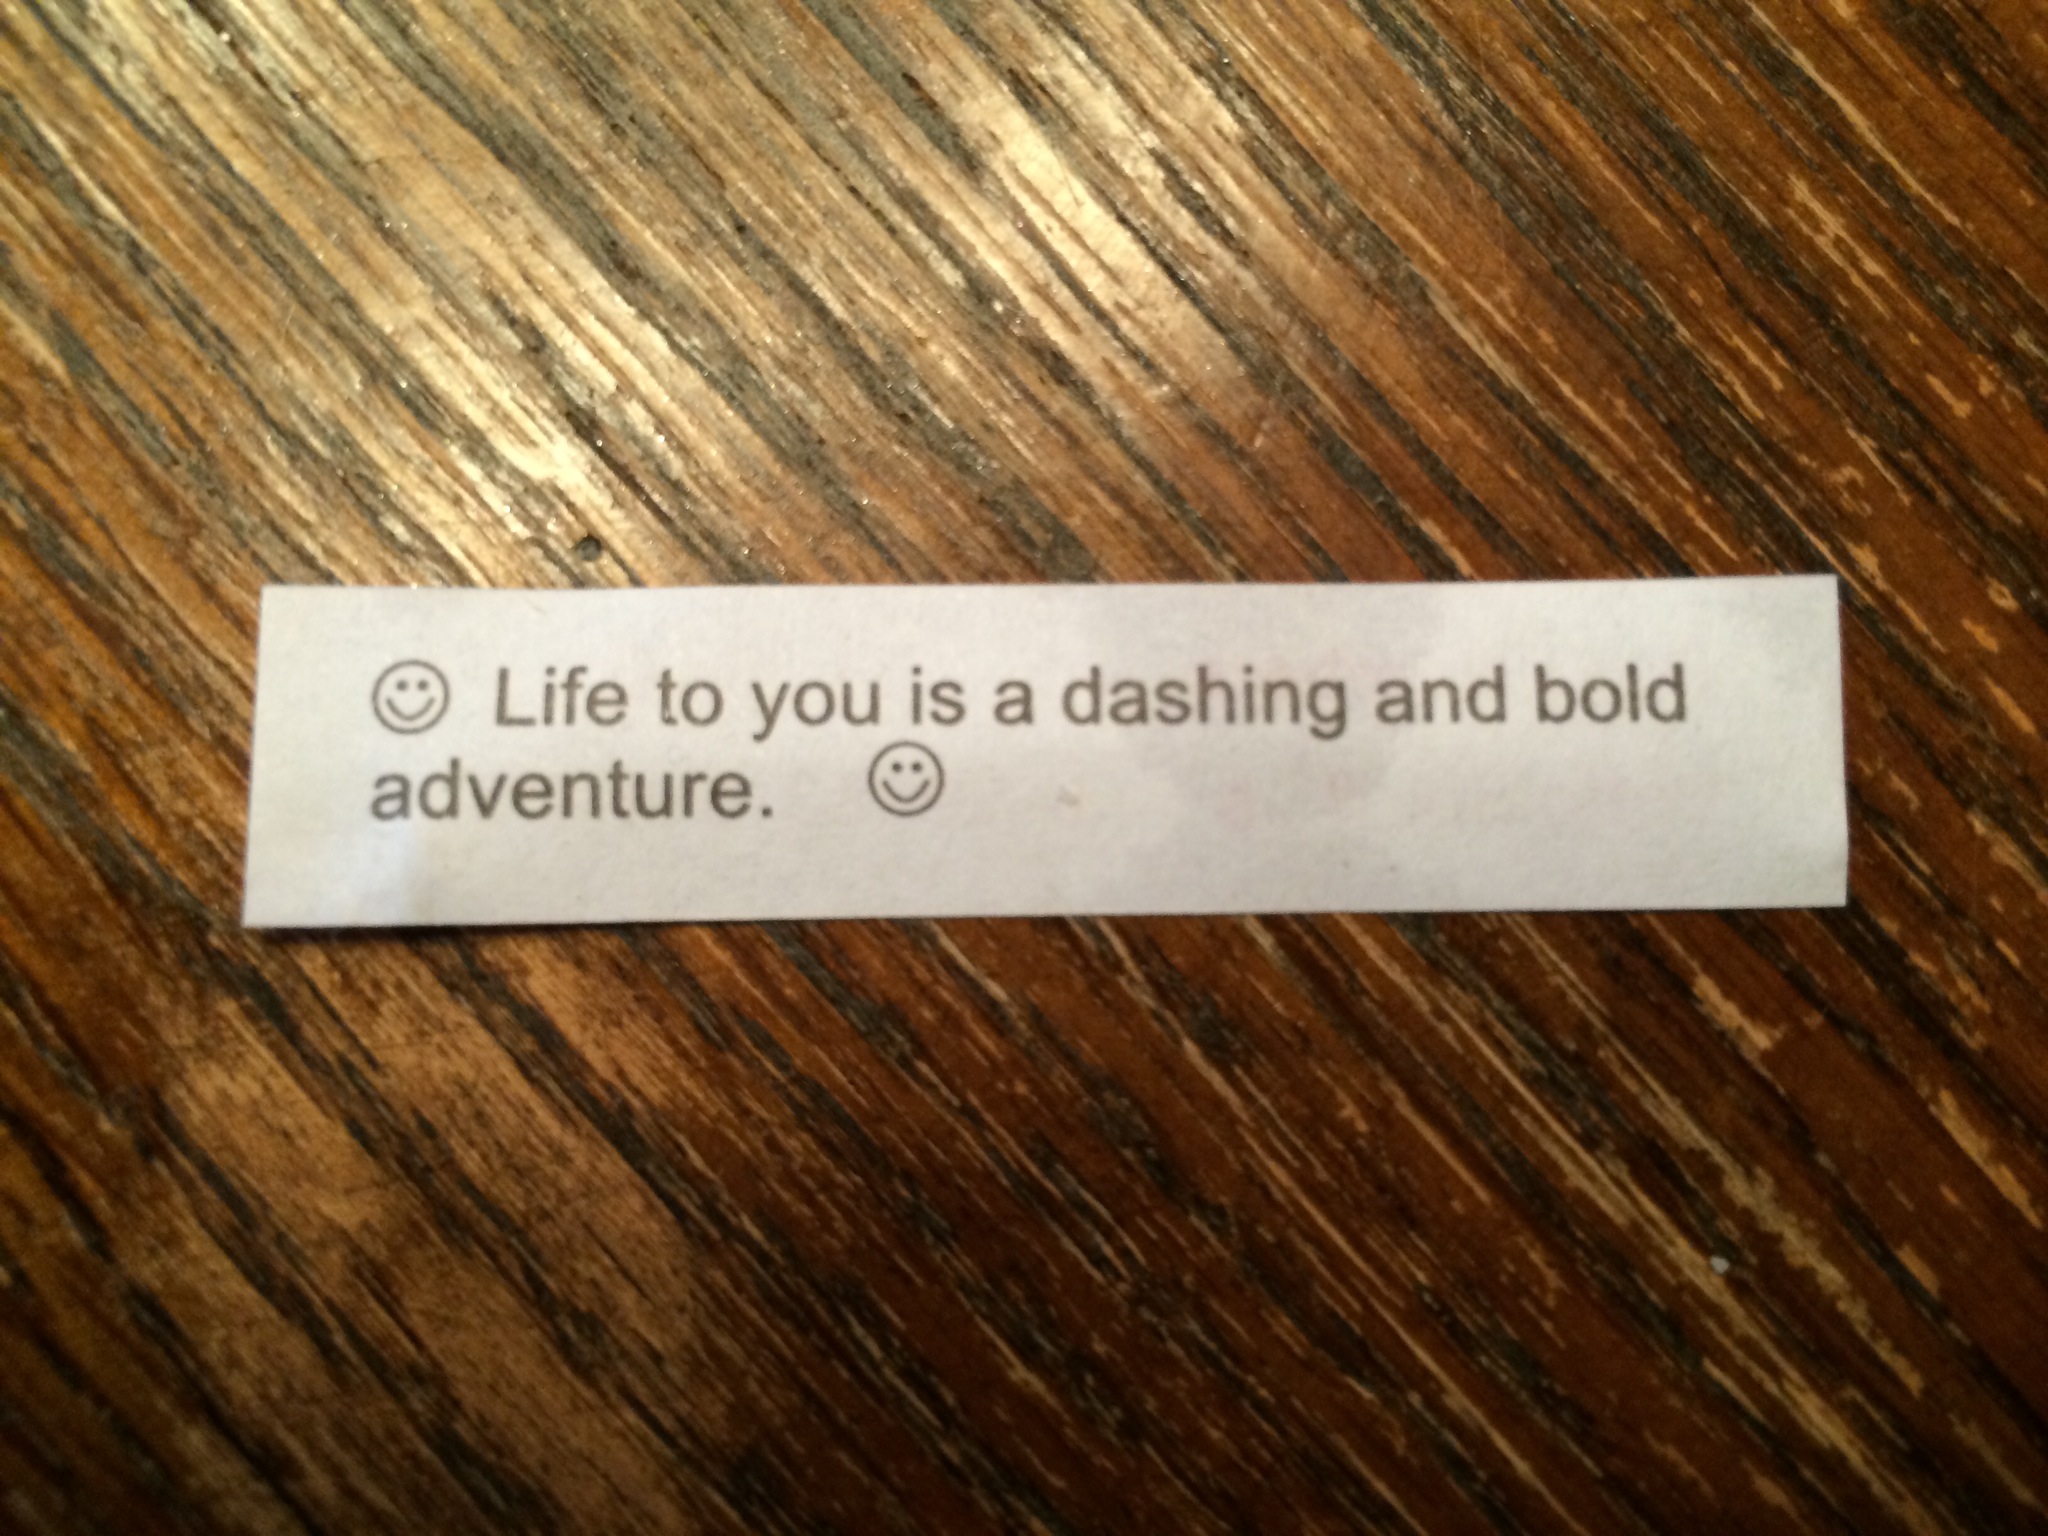 ☺ Life to you is a dashing and bold
adventure. ☺